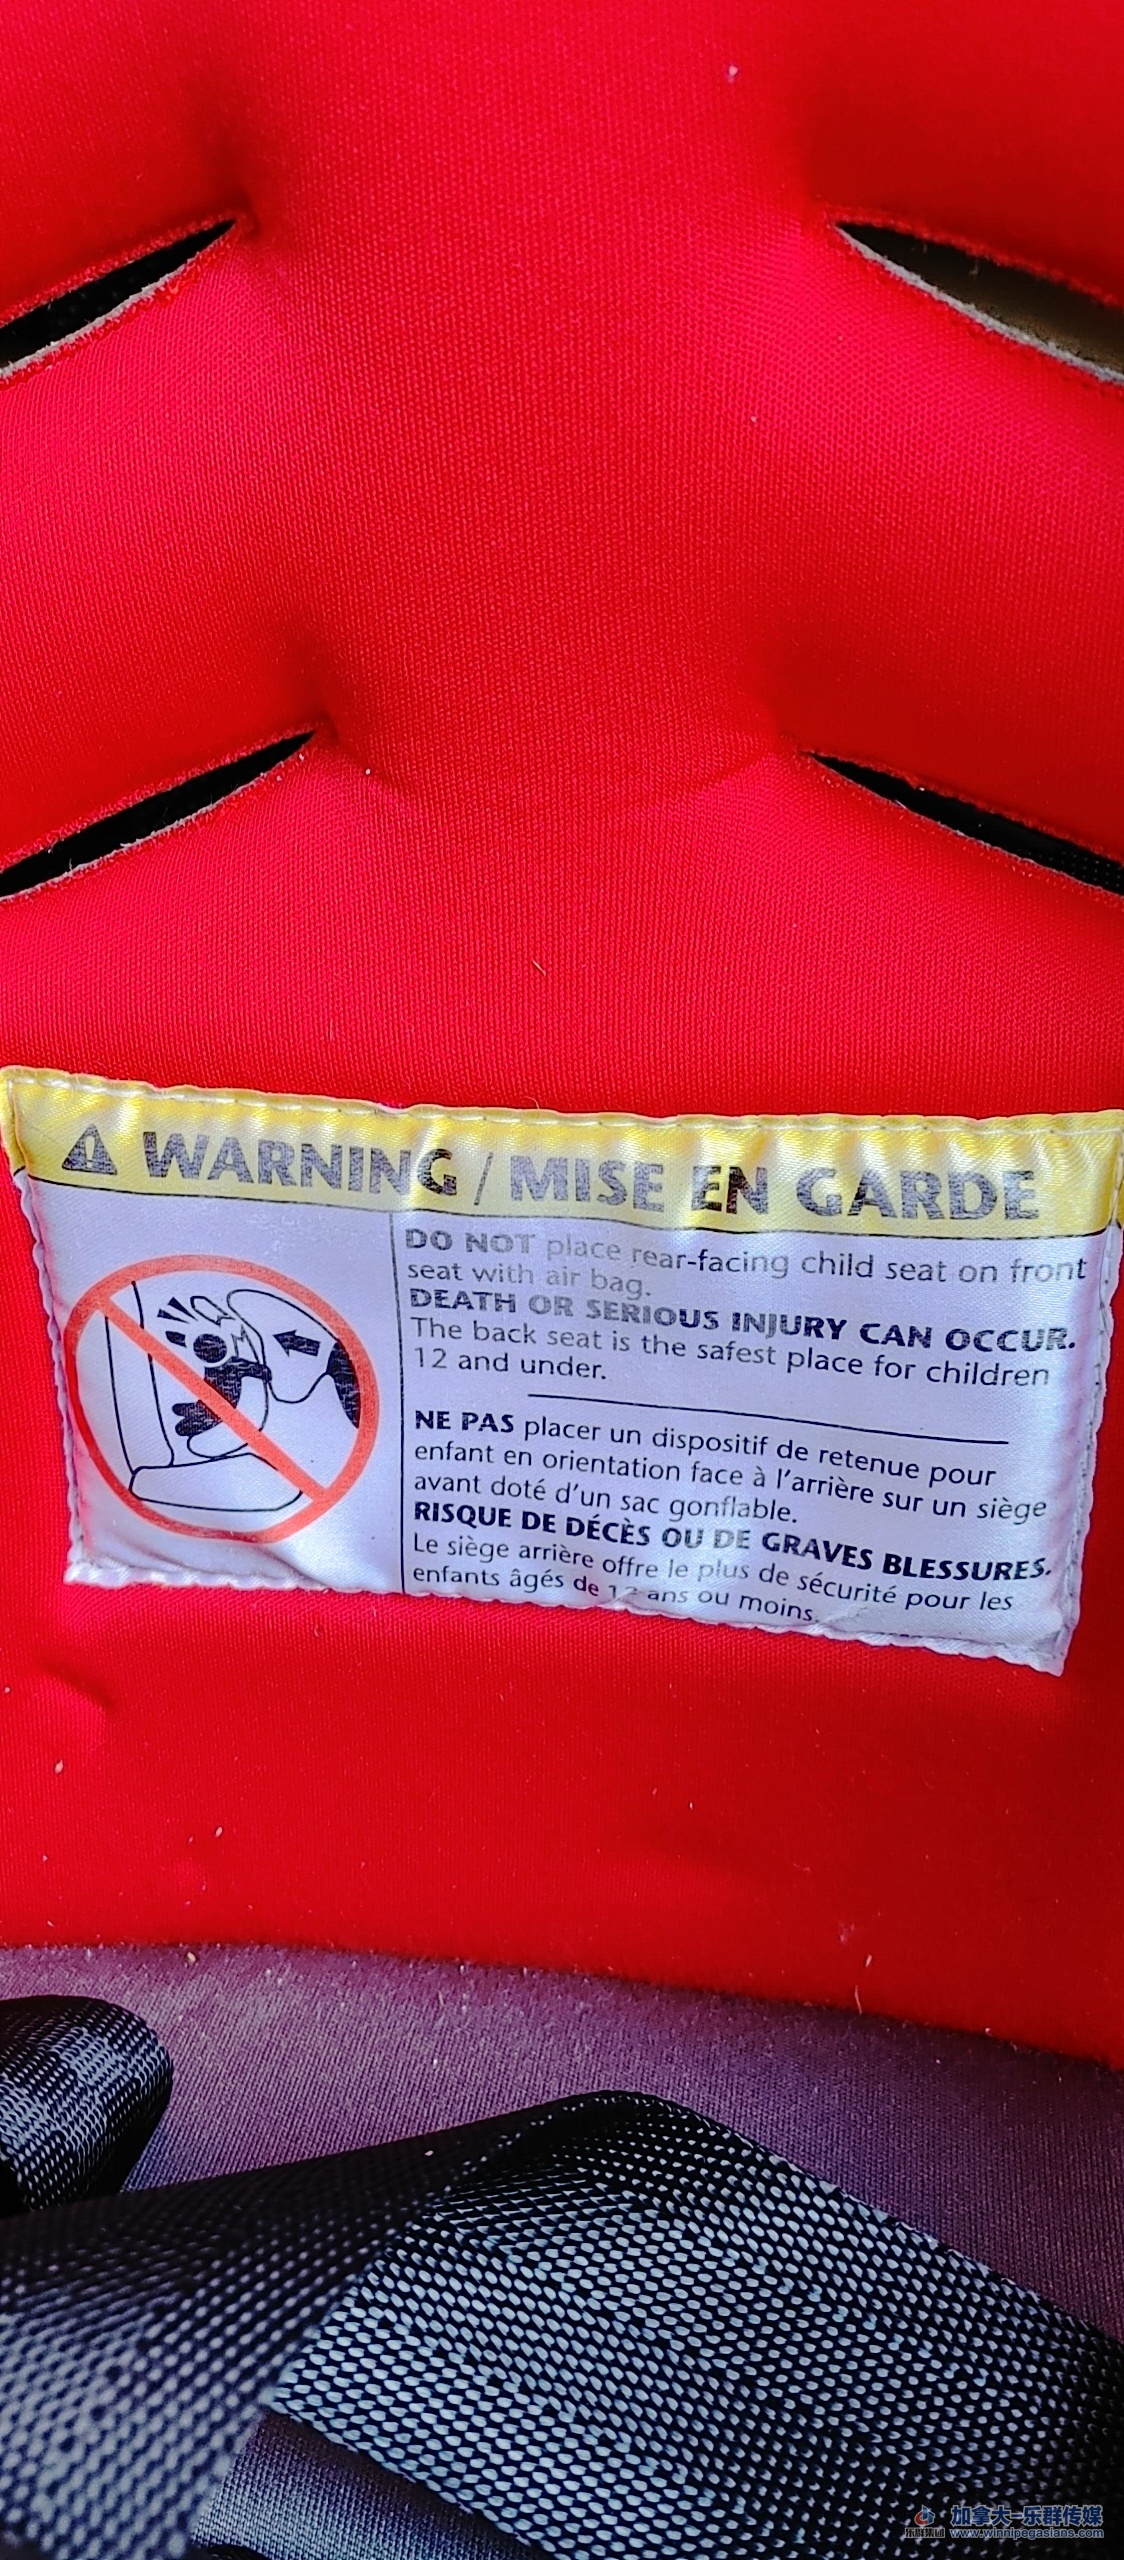 WARNING / MISE EN GARDE
DO NOT place rear-facing child seat on front
seat with air bag.
DEATH OR SERIOUS INJURY CAN OCCUR.
The back seat is the safest place for children
12 and under.
NE PAS placer un dispositif de retenue pour
enfant en orientation face à l'arrière sur un siège
avant doté d'un sac gonflable.
RISQUE DE DÉCÈS OU DE GRAVES BLESSURES.
Le siège arrière offre le plus de sécurité pour les
enfants âgés de 12 ans ou moins.
加拿大-乐群传媒
www.winnipegasians.com